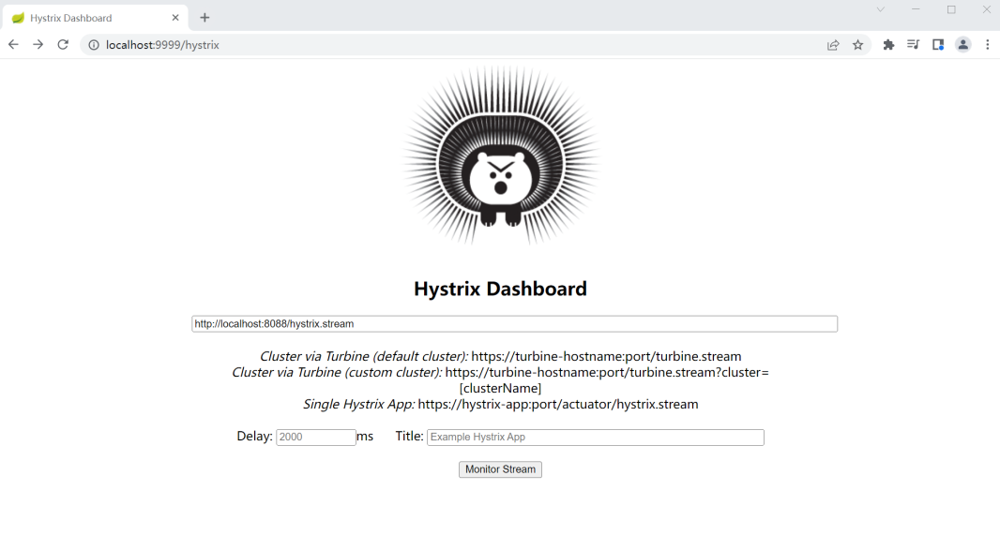 Hystrix Dashboard
localhost:9999/hystrix
Hystrix Dashboard
http://localhost:8088/hystrix.stream
Cluster via Turbine (default cluster): https://turbine-hostname:port/turbine.stream
Cluster via Turbine (custom cluster): https://turbine-hostname:port/turbine.stream?cluster=
[clusterName]
Single Hystrix App: https://hystrix-app:port/actuator/hystrix.stream
Delay: 2000 ms Title: Example Hystrix App
Monitor Stream